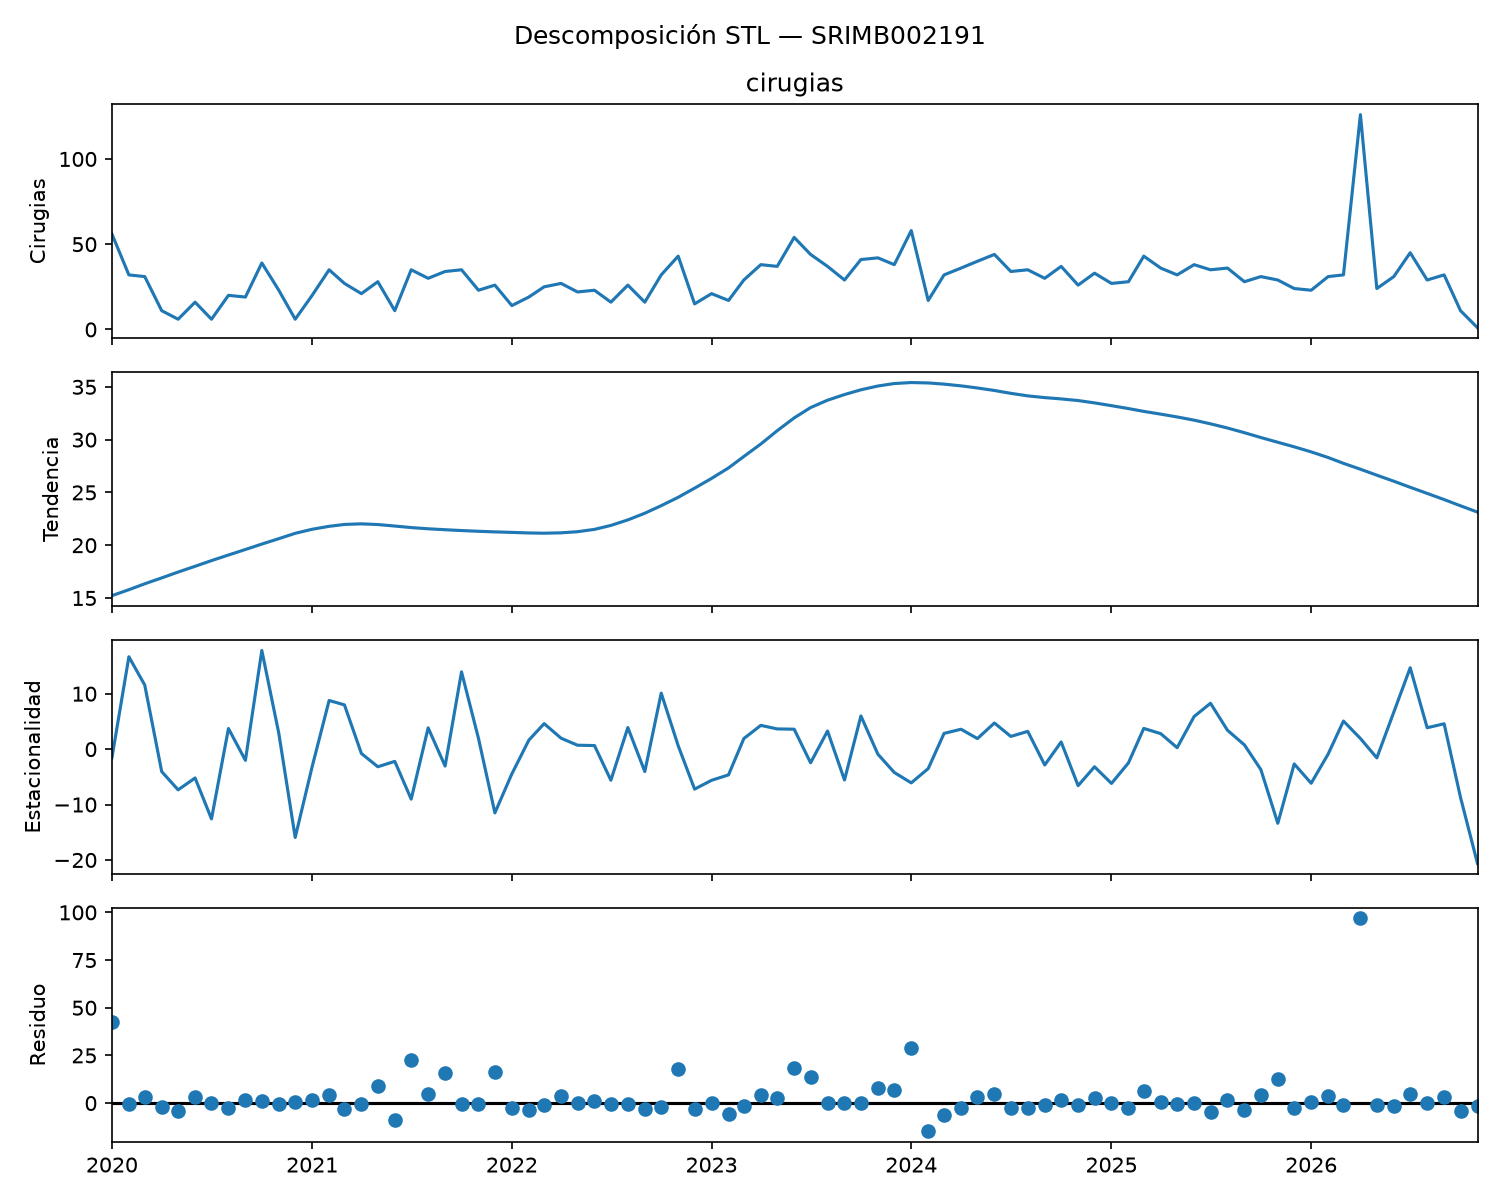 Descomposición STL — SRIMB002191
cirugias
Cirugias
100
50
0
Tendencia
35
30
25
20
15
Estacionalidad
10
0
−10
−20
Residuo
100
75
50
25
0
2020 2021 2022 2023 2024 2025 2026